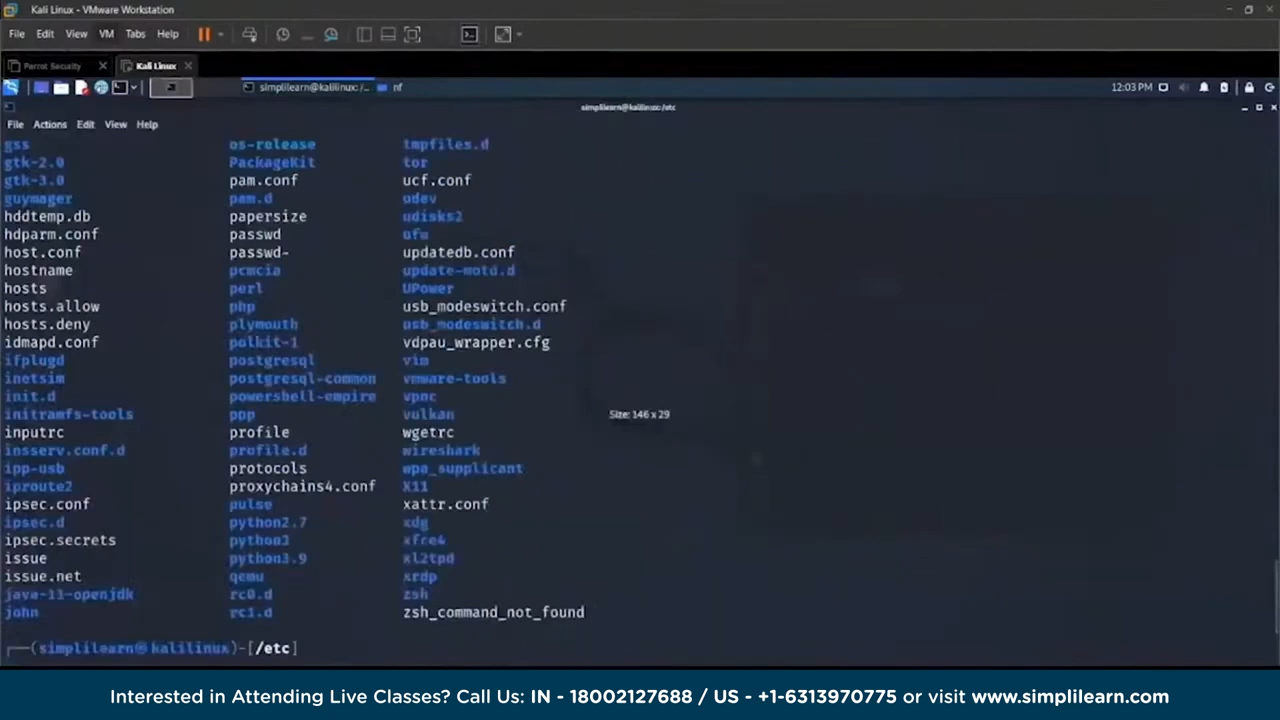 Kali Linux - VMware Workstation
File Edit View VM Tabs Help
Parrot Security Kali Linux
simplilearn@kalilinux: /... nf 12:03 PM
simplilearn@kalilinux:/etc
File Actions Edit View Help
gss os-release tmpfiles.d
gtk-2.0 PackageKit tor
gtk-3.0 pam.conf ucf.conf
guymager pam.d udev
hddtemp.db papersize udisks2
hdparm.conf passwd ufw
host.conf passwd- updatedb.conf
hostname pcmcia update-motd.d
hosts perl UPower
hosts.allow php usb_modeswitch.conf
hosts.deny plymouth usb_modeswitch.d
idmapd.conf polkit-1 vdpau_wrapper.cfg
ifplugd postgresql vim
inetsim postgresql-common vmware-tools
init.d powershell-empire vpnc
initramfs-tools ppp vulkan
Size: 146 x 29
inputrc profile wgetrc
insserv.conf.d profile.d wireshark
ipp-usb protocols wpa_supplicant
iproute2 proxychains4.conf X11
ipsec.conf pulse xattr.conf
ipsec.d python2.7 xdg
ipsec.secrets python3 xfce4
issue python3.9 xl2tpd
issue.net qemu xrdp
java-11-openjdk rc0.d zsh
john rc1.d zsh_command_not_found
(simplilearn㉿kalilinux)-[/etc]
Interested in Attending Live Classes? Call Us: IN - 18002127688 / US - +1-6313970775 or visit www.simplilearn.com